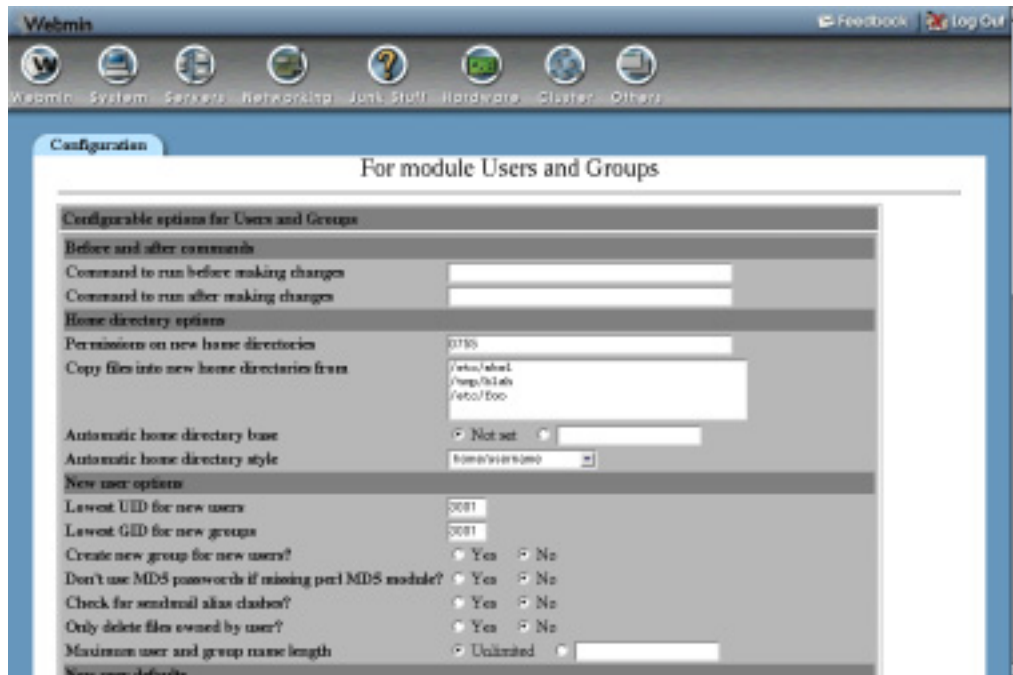 Webmin
Feedback Log Out
Webmin System Servers Networking Junk Stuff Hardware Cluster Others
Configuration
For module Users and Groups
Configurable options for Users and Groups
Before and after commands
Command to run before making changes
Command to run after making changes
Home directory options
Permissions on new home directories 0755
Copy files into new home directories from /etc/skel
/tmp/blah
/etc/foo
Automatic home directory base Not set
Automatic home directory style home/username
New user options
Lowest UID for new users
Lowest GID for new groups
Create new group for new users? Yes No
Don't use MD5 passwords if missing perl MD5 module? Yes No
Check for sendmail alias clashes? Yes No
Only delete files owned by user? Yes No
Maximum user and group name length Unlimited
New user defaults